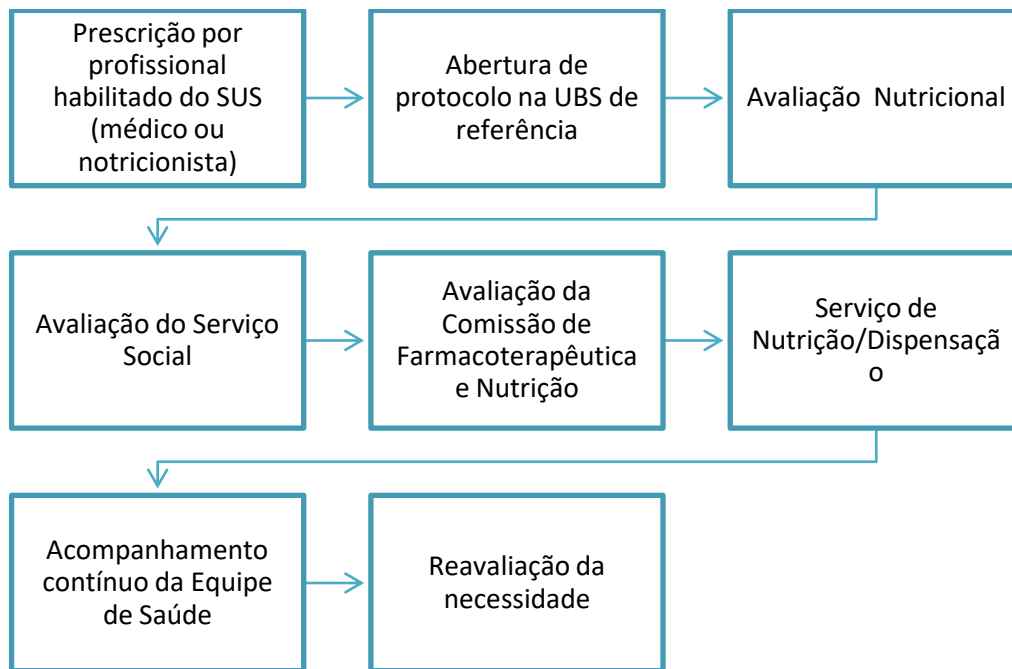 Prescrição por
profissional
habilitado do SUS
(médico ou
notricionista)
Abertura de
protocolo na UBS de
referência
Avaliação  Nutricional
Avaliação do Serviço
Social
Avaliação da
Comissão de
Farmacoterapêutica
e Nutrição
Serviço de
Nutrição/Dispensaçã
o
Acompanhamento
contínuo da Equipe
de Saúde
Reavaliação da
necessidade